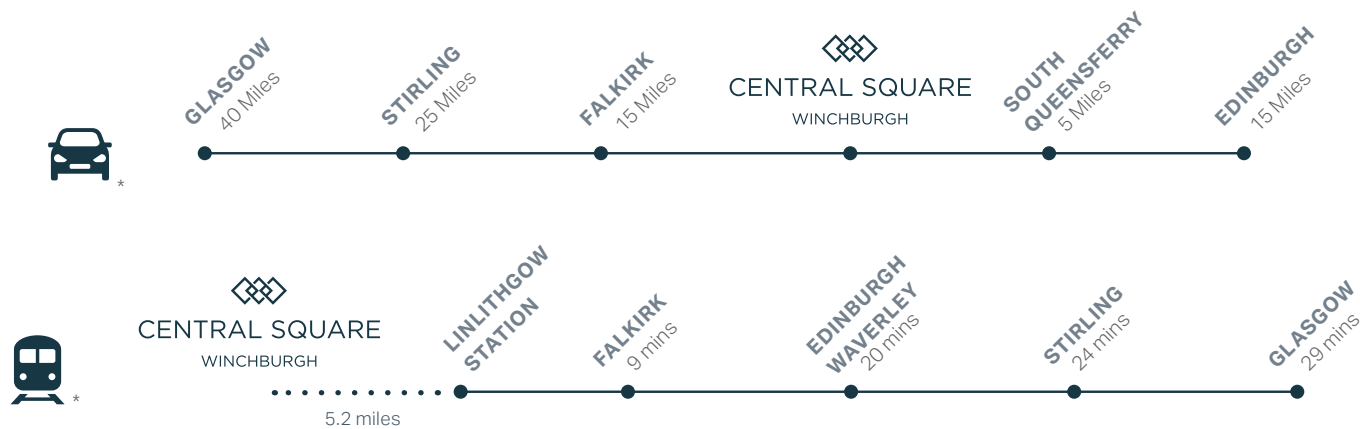 GLASGOW
40 Miles
STIRLING
25 Miles
FALKIRK
15 Miles
CENTRAL SQUARE
WINCHBURGH
SOUTH
QUEENSFERRY
5 Miles
EDINBURGH
15 Miles
*
CENTRAL SQUARE
WINCHBURGH
5.2 miles
LINLITHGOW
STATION
FALKIRK
9 mins
EDINBURGH
WAVERLEY
20 mins
STIRLING
24 mins
GLASGOW
29 mins
*